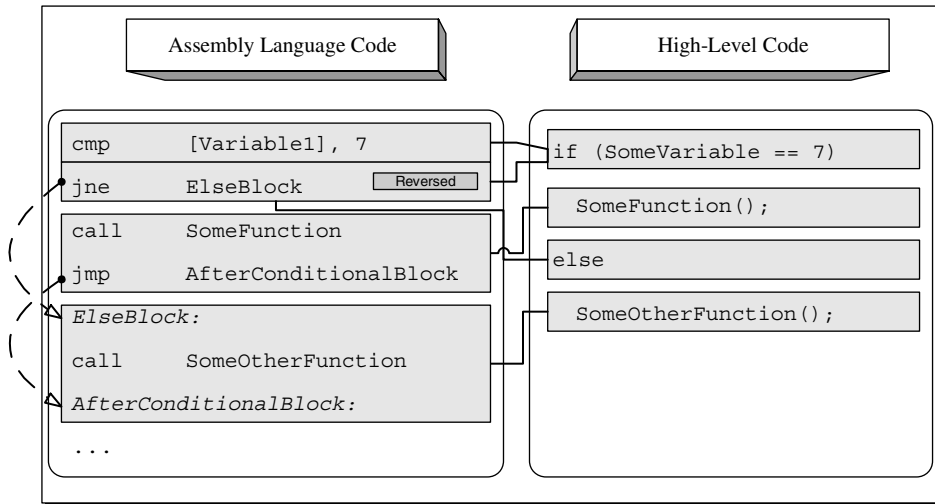 Assembly Language Code
High-Level Code
cmp [Variable1], 7
jne ElseBlock Reversed
call SomeFunction
jmp AfterConditionalBlock
ElseBlock:
call SomeOtherFunction
AfterConditionalBlock:
...
if (SomeVariable == 7)
SomeFunction();
else
SomeOtherFunction();